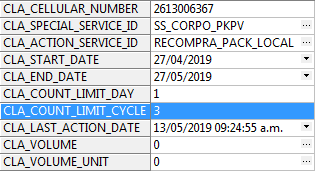 CLA_CELLULAR_NUMBER 2613006367
CLA_SPECIAL_SERVICE_ID SS_CORPO_PKPV ...
CLA_ACTION_SERVICE_ID RECOMPRA_PACK_LOCAL ...
CLA_START_DATE 27/04/2019
CLA_END_DATE 27/05/2019
CLA_COUNT_LIMIT_DAY 1
CLA_COUNT_LIMIT_CYCLE 3
CLA_LAST_ACTION_DATE 13/05/2019 09:24:55 a.m.
CLA_VOLUME 0 ...
CLA_VOLUME_UNIT 0 ...